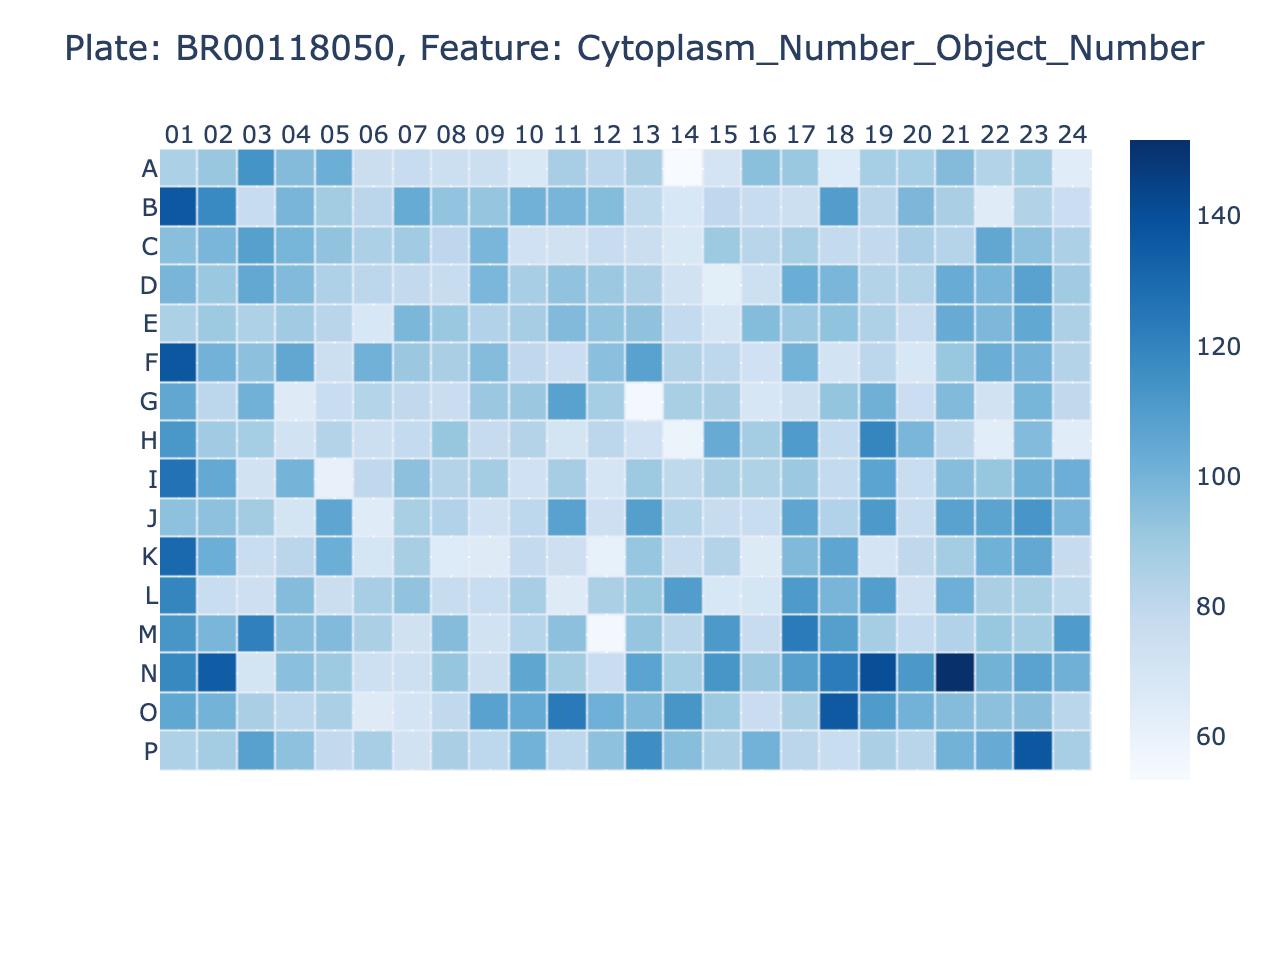 Plate: BR00118050, Feature: Cytoplasm_Number_Object_Number
01 02 03 04 05 06 07 08 09 10 11 12 13 14 15 16 17 18 19 20 21 22 23 24
A
B
C
D
E
F
G
H
I
J
K
L
M
N
O
P
140
120
100
80
60